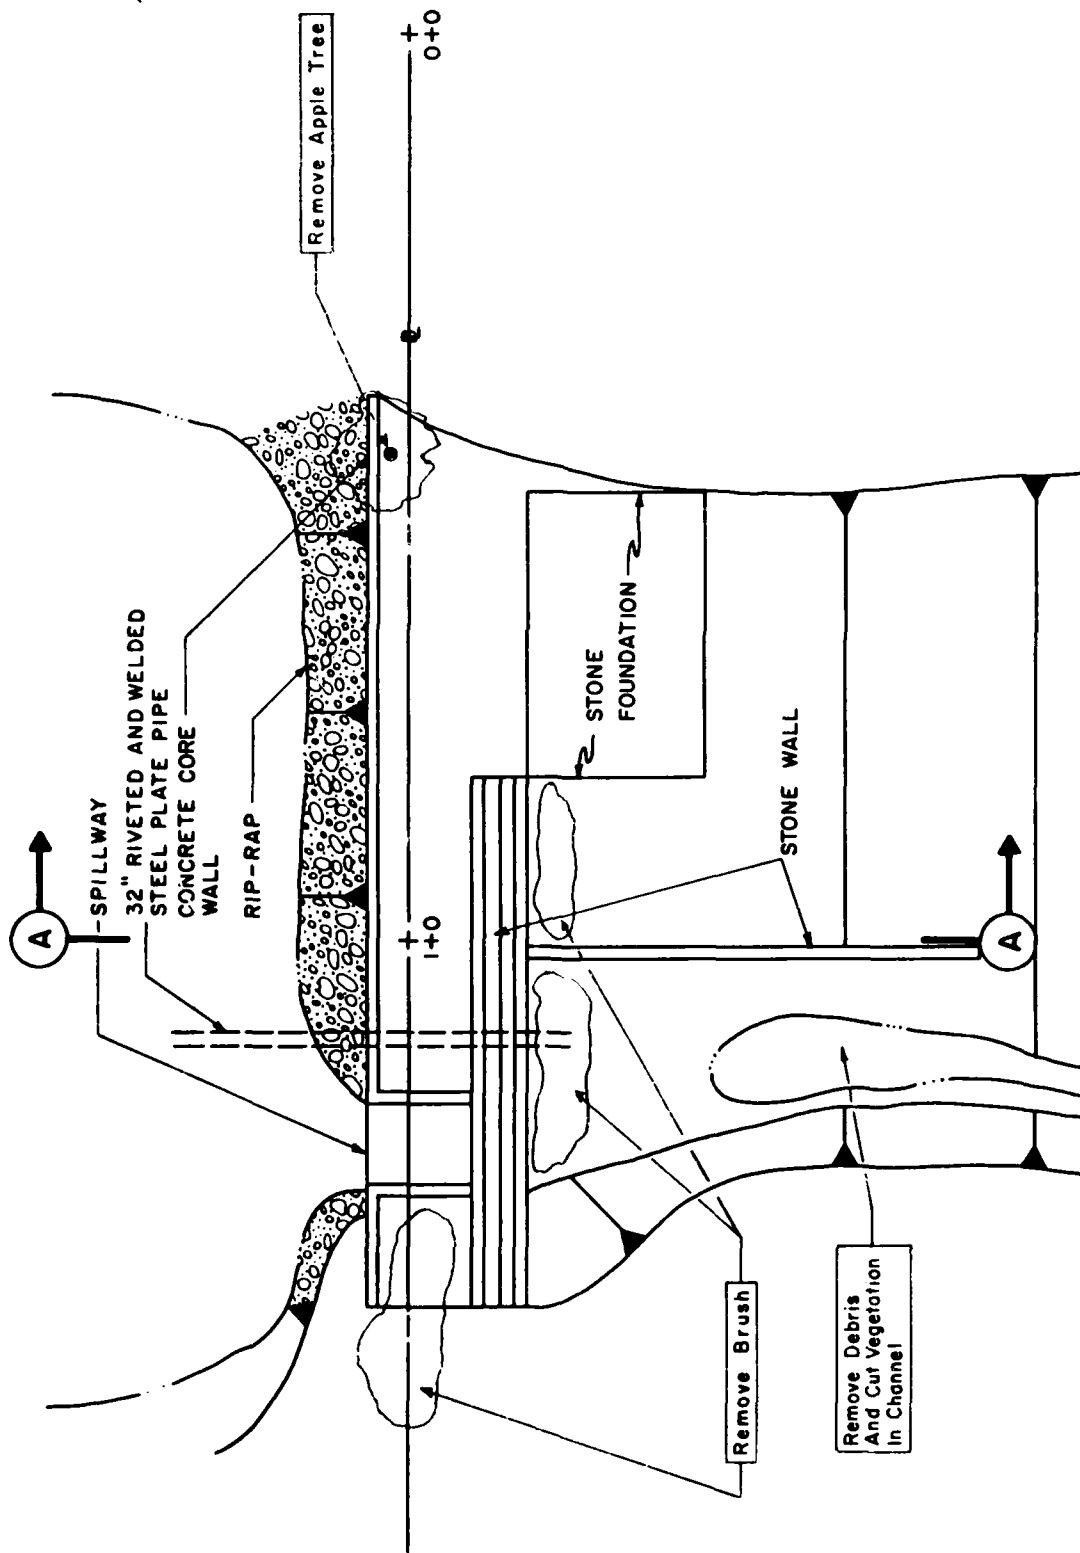 A
SPILLWAY
32" RIVETED AND WELDED
STEEL PLATE PIPE
CONCRETE CORE
WALL
RIP-RAP
Remove Apple Tree
1+0
0+0
STONE
FOUNDATION
STONE WALL
A
Remove Brush
Remove Debris
And Cut Vegetation
In Channel